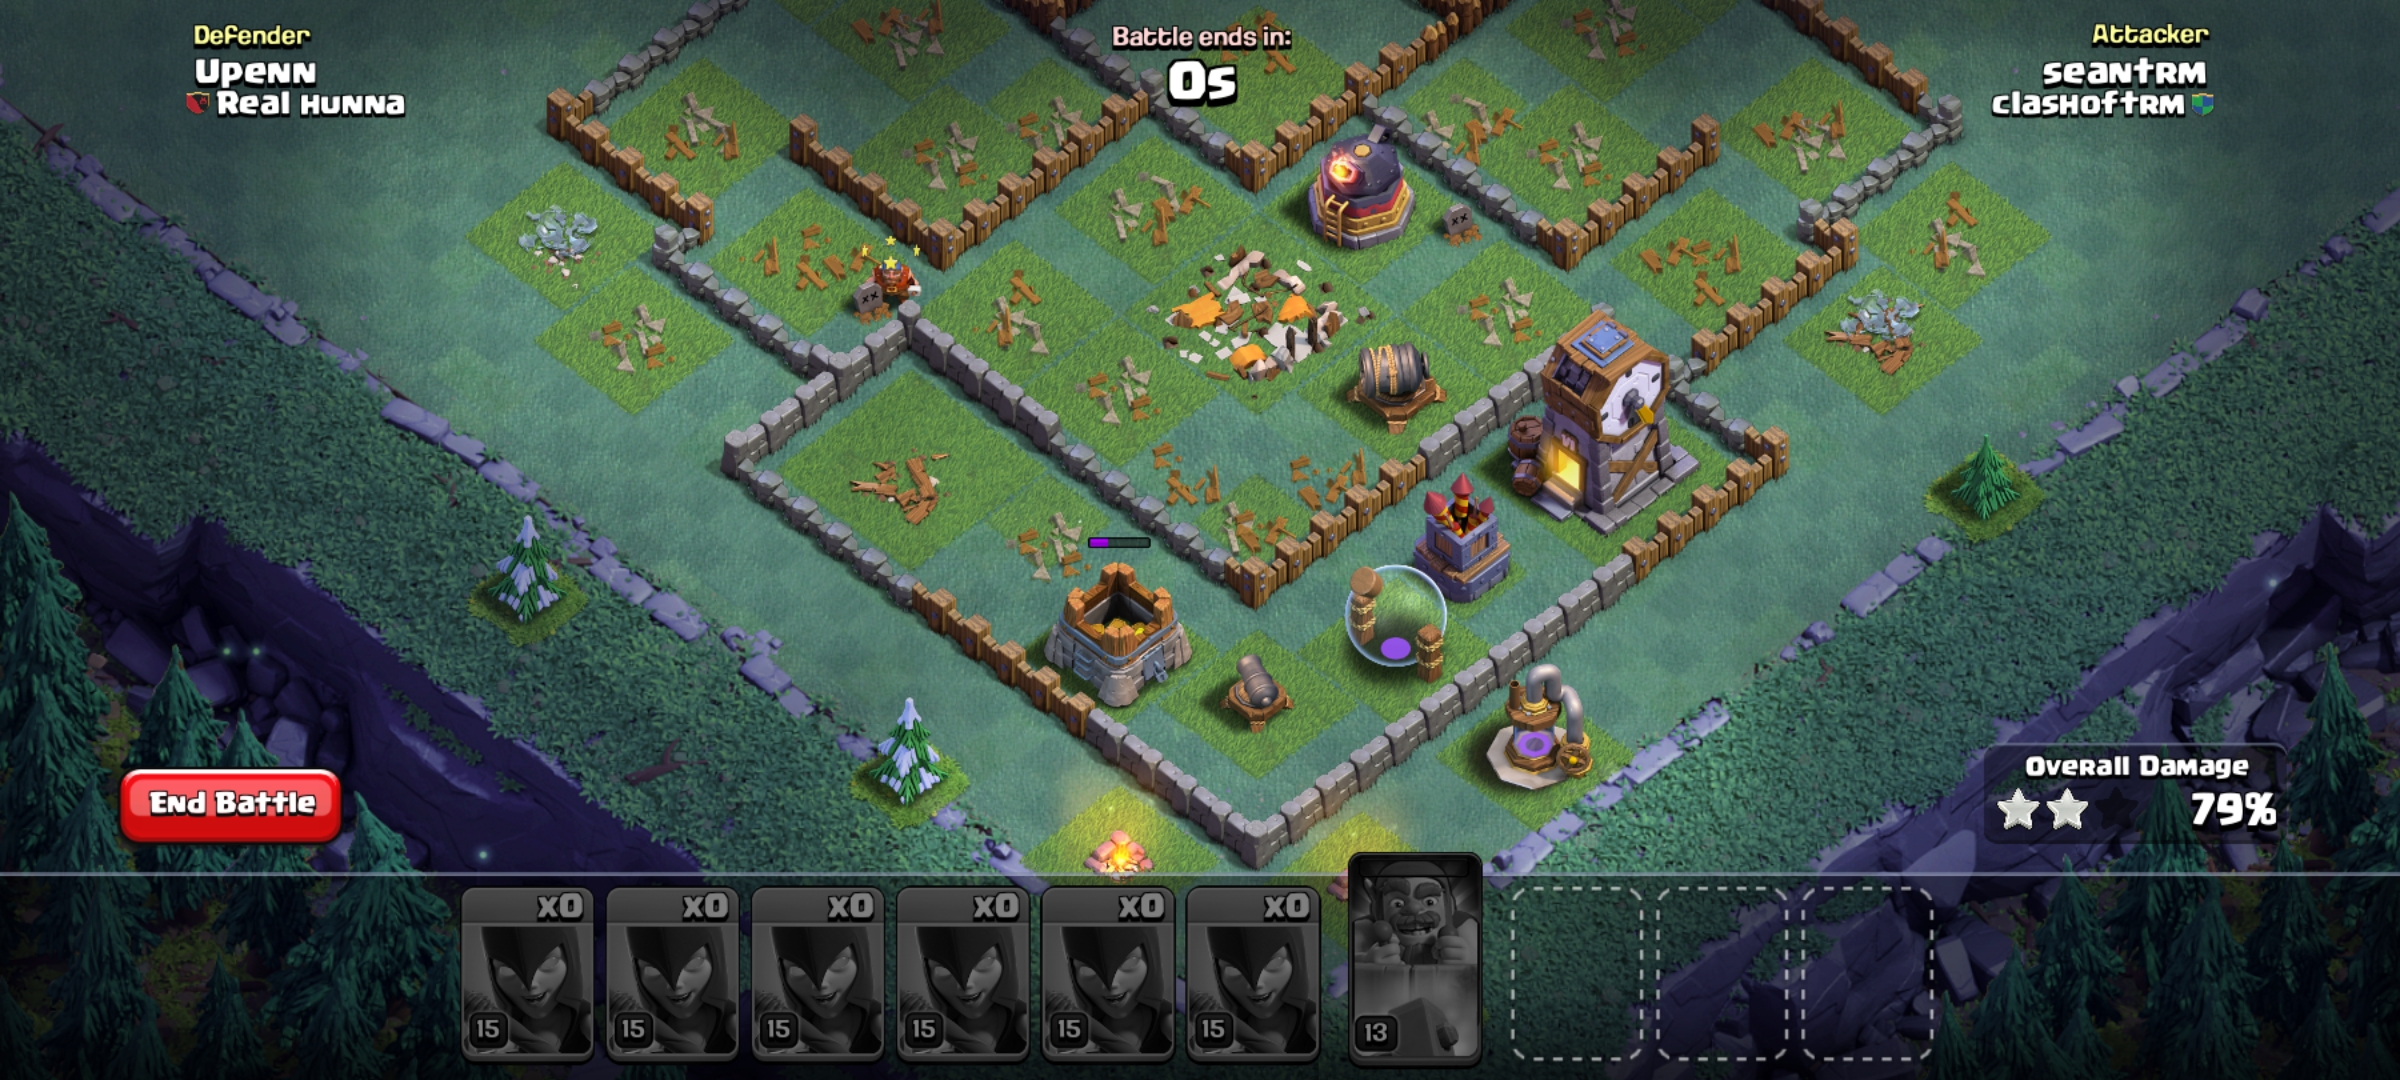 Defender
Upenn
Real HUNNA
Battle ends in:
0s
Attacker
seantRM
clashoftRM
End Battle
Overall Damage
79%
x0
x0
x0
x0
x0
x0
15
15
15
15
15
15
13